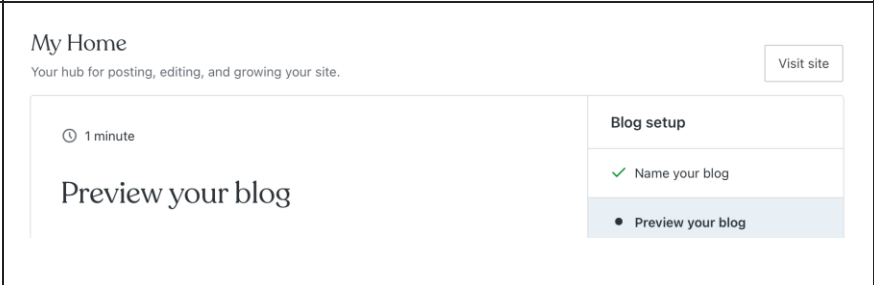 My Home
Your hub for posting, editing, and growing your site.
Visit site
1 minute
Preview your blog
Blog setup
Name your blog
Preview your blog